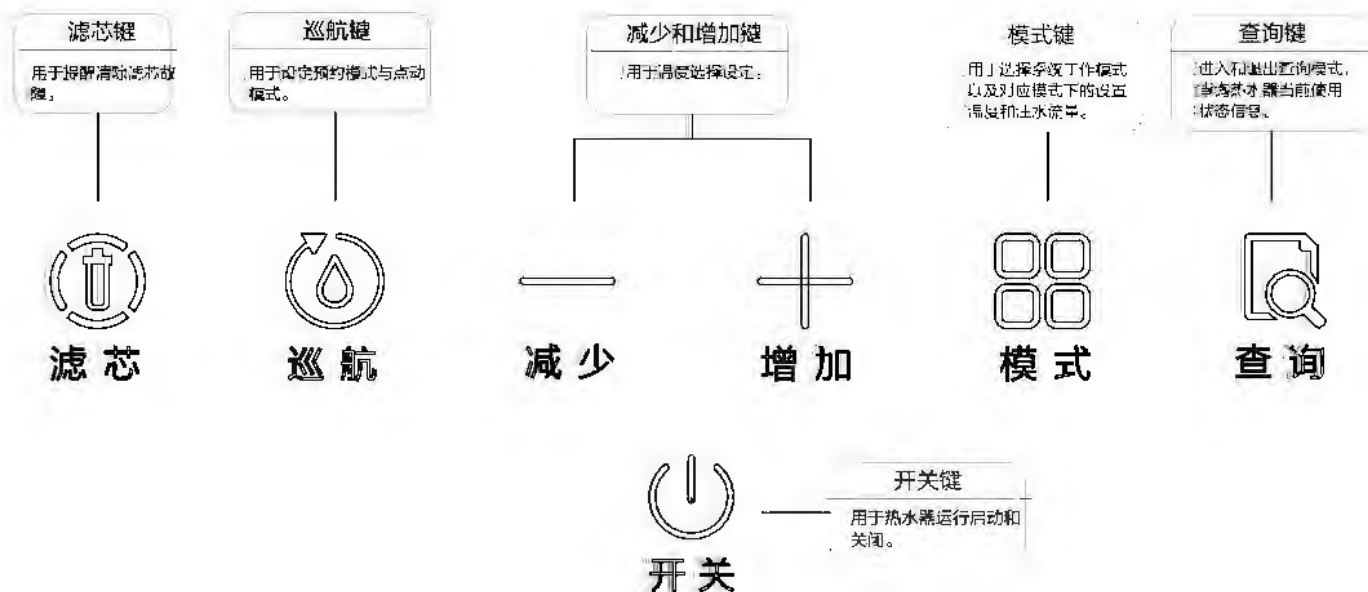 滤芯键
用于提醒清除滤芯故
障。
巡航键
用于设定预约模式与点动
模式。
减少和增加键
用于温度选择设定。
模式键
用于选择系统工作模式
以及对应模式下的设置
温度和注水流量。
查询键
进入和退出查询模式，
查询热水器当前使用
状态信息。
滤芯
巡航
减少
增加
模式
查询
开关键
用于热水器运行启动和
关闭。
开关